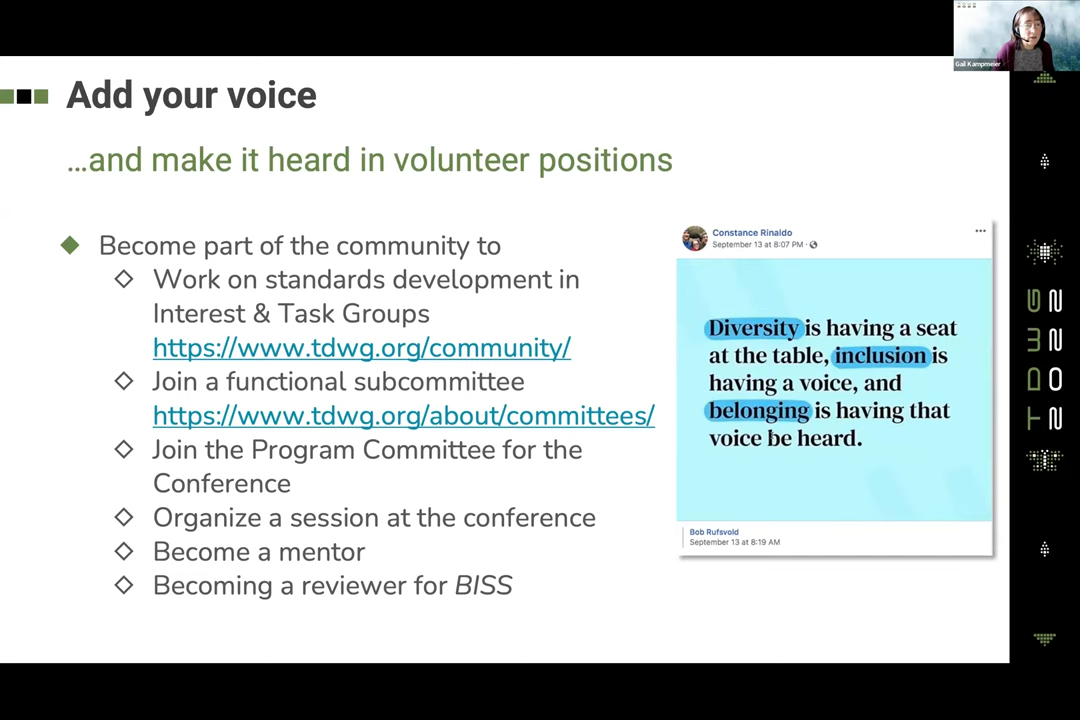 Gail Kampmeier
Add your voice
…and make it heard in volunteer positions
Become part of the community to
Work on standards development in
Interest & Task Groups
https://www.tdwg.org/community/
Join a functional subcommittee
https://www.tdwg.org/about/committees/
Join the Program Committee for the
Conference
Organize a session at the conference
Become a mentor
Becoming a reviewer for BISS
Constance Rinaldo
September 13 at 8:07 PM ·
Diversity is having a seat
at the table, inclusion is
having a voice, and
belonging is having that
voice be heard.
Bob Rufsvold
September 13 at 8:19 AM
TDWG
2022